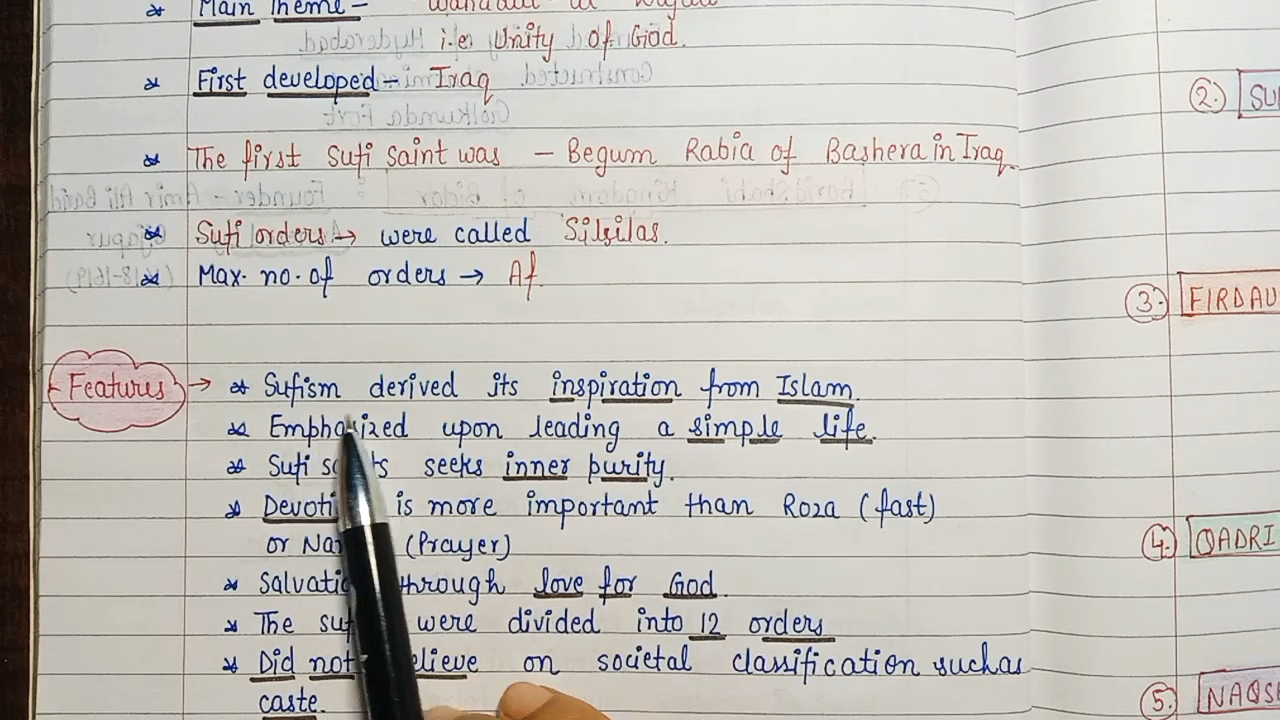 Main Theme –
i.e Unity of God.
First developed – Iraq
The first Sufi saint was – Begum Rabia of Bashera in Iraq.
Sufi orders → were called Silsilas.
Max. no. of orders → Af.
Features → Sufism derived its inspiration from Islam.
Emphasized upon leading a simple life.
Sufi seeks inner purity.
is more important than Roza (fast)
or (Prayer)
through love for God.
The were divided into 12 orders
Did not on societal classification such as
caste.
2.
3. FIRDAU
4. QADRI
5. NAQS